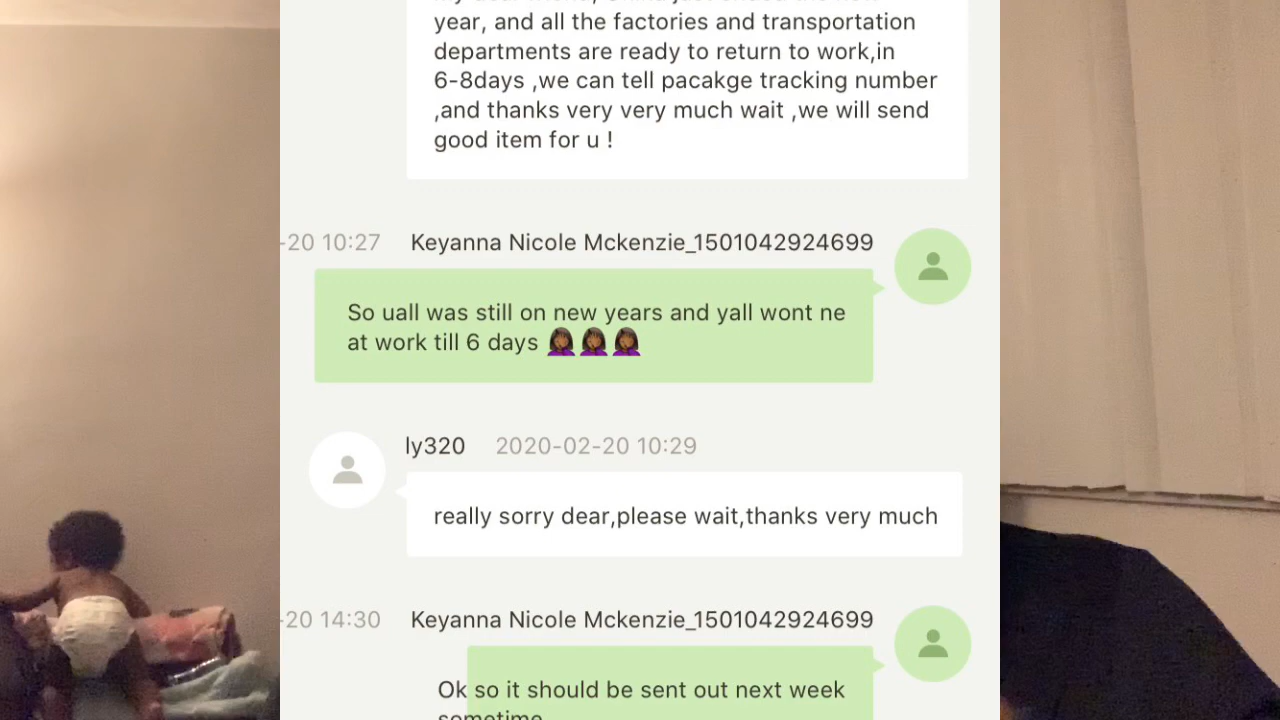 year, and all the factories and transportation
departments are ready to return to work,in
6-8days ,we can tell pacakge tracking number
,and thanks very very much wait ,we will send
good item for u !
-20 10:27 Keyanna Nicole Mckenzie_1501042924699
So uall was still on new years and yall wont ne
at work till 6 days 🤦🏾‍♀️🤦🏾‍♀️🤦🏾‍♀️
ly320 2020-02-20 10:29
really sorry dear,please wait,thanks very much
-20 14:30 Keyanna Nicole Mckenzie_1501042924699
Ok so it should be sent out next week
sometime